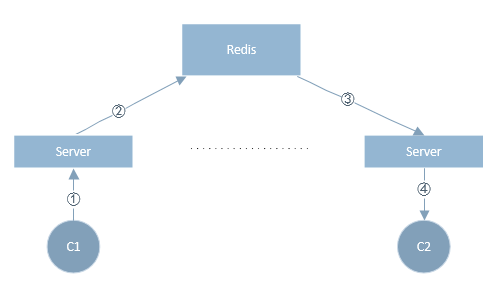 Redis
②
③
Server
....................
Server
①
④
C1
C2